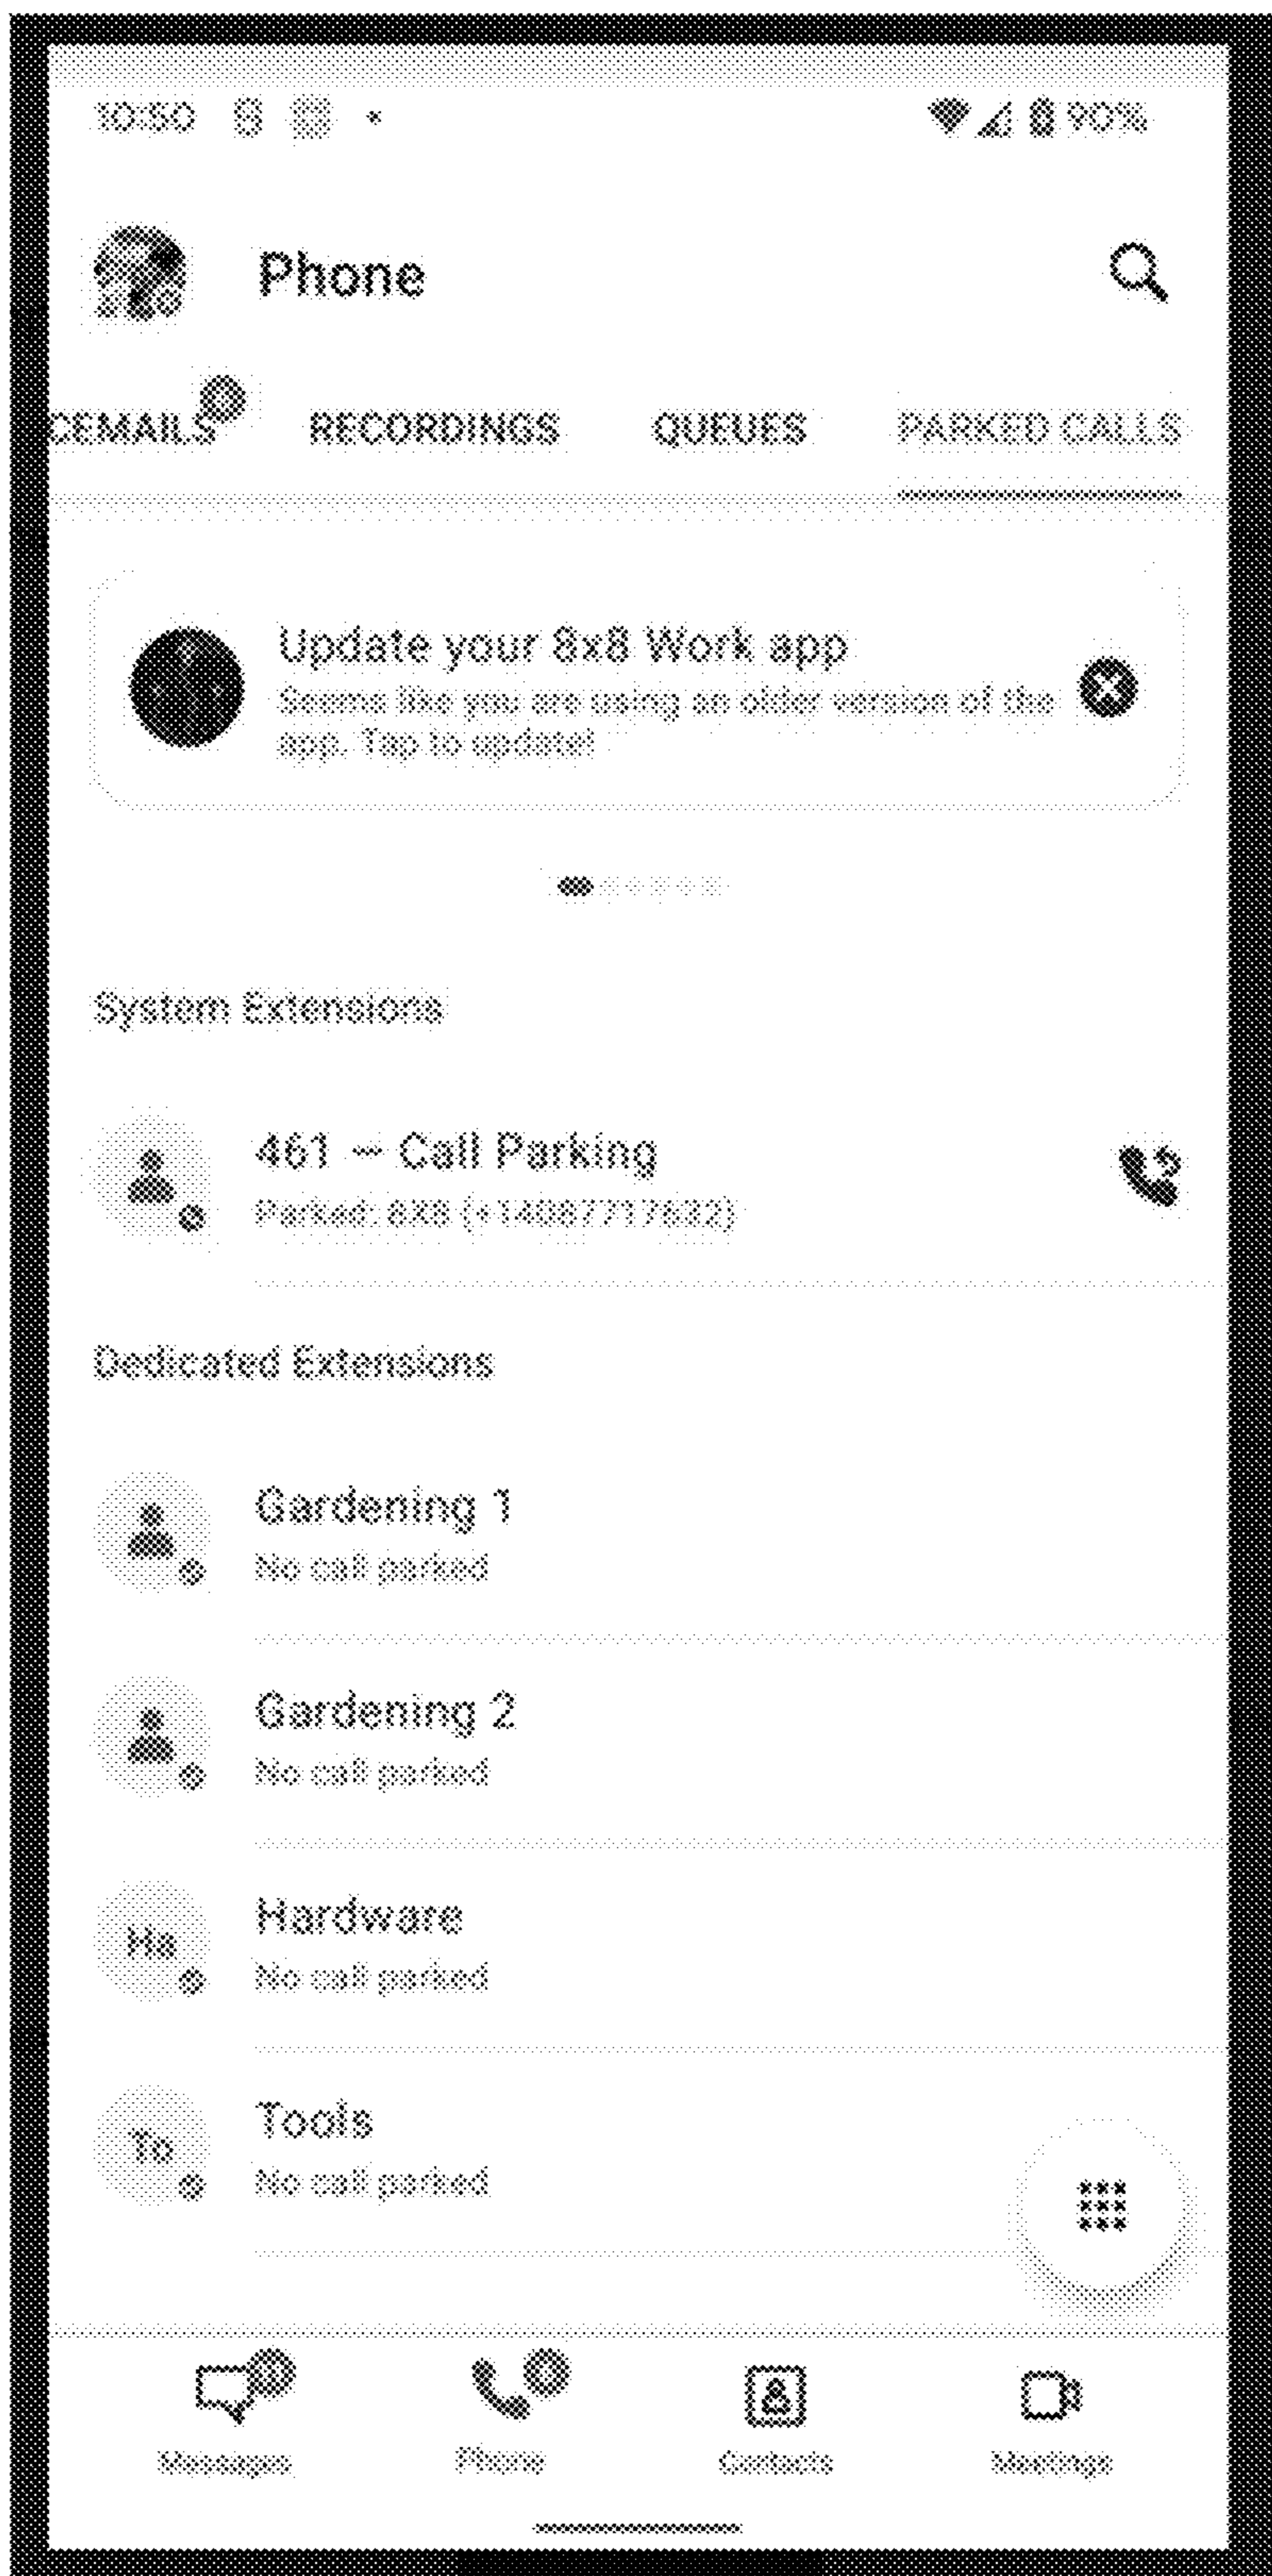 10:50 90%
Phone
CEMAILS RECORDINGS QUEUES PARKED CALLS
Update your 8x8 Work app
Seems like you are using an older version of the
app. Tap to update!
System Extensions
461 – Call Parking
Parked: 8X8 (+14087717632)
Dedicated Extensions
Gardening 1
No call parked
Gardening 2
No call parked
Ha
Hardware
No call parked
To
Tools
No call parked
Messages Phone Contacts Meetings